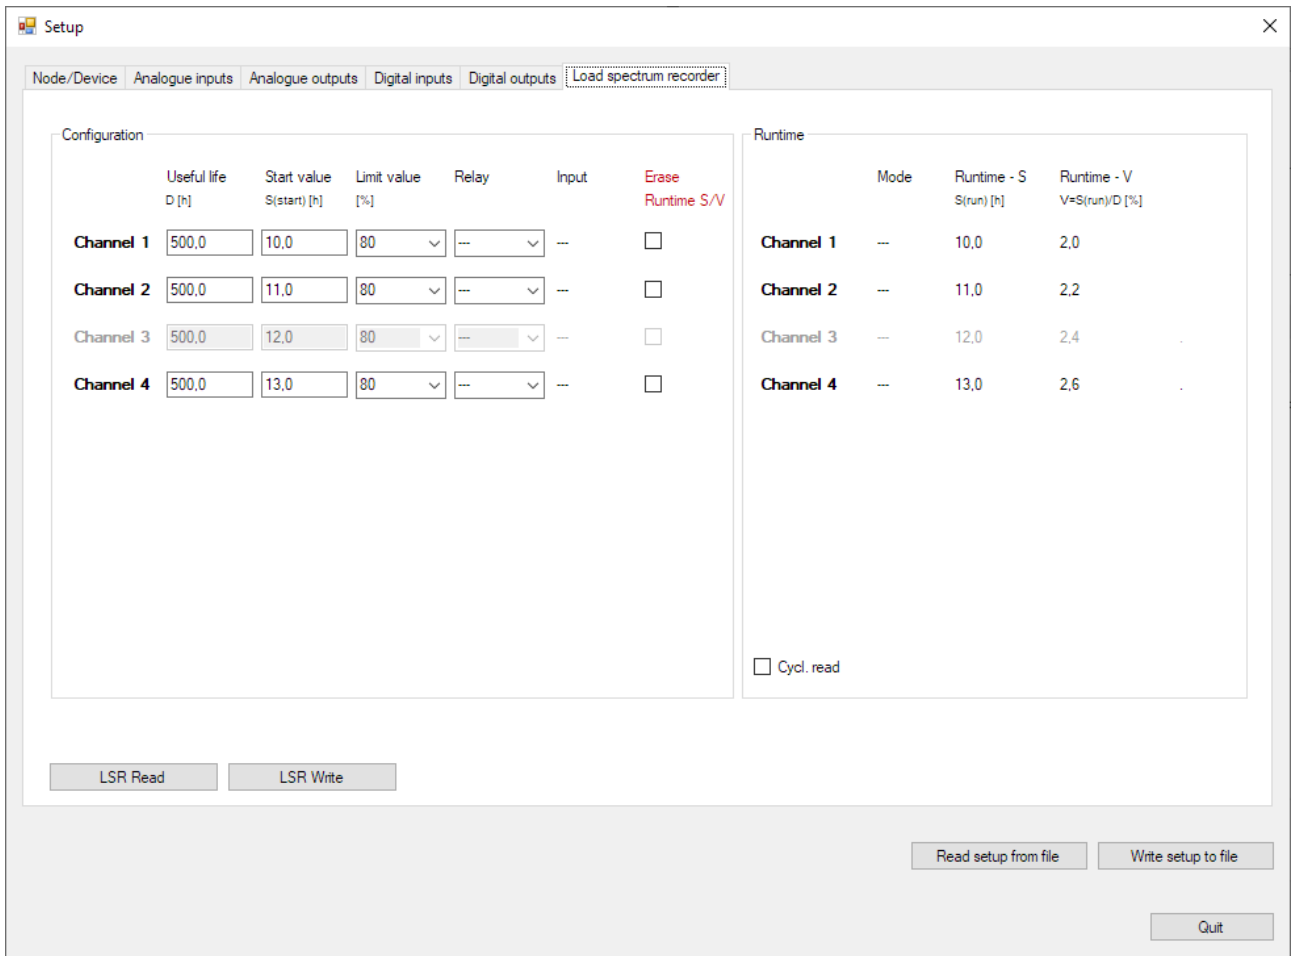 Setup
Node/Device Analogue inputs Analogue outputs Digital inputs Digital outputs Load spectrum recorder
Configuration Runtime
Useful life Start value Limit value Relay Input Erase Mode Runtime - S Runtime - V
D [h] S(start) [h] [%] Runtime S/V S(run) [h] V=S(run)/D [%]
Channel 1 500,0 10,0 80 --- --- Channel 1 --- 10,0 2,0
Channel 2 500,0 11,0 80 --- --- Channel 2 --- 11,0 2,2
Channel 3 500,0 12,0 80 --- --- Channel 3 --- 12,0 2,4 .
Channel 4 500,0 13,0 80 --- --- Channel 4 --- 13,0 2,6 .
Cycl. read
LSR Read LSR Write
Read setup from file Write setup to file
Quit